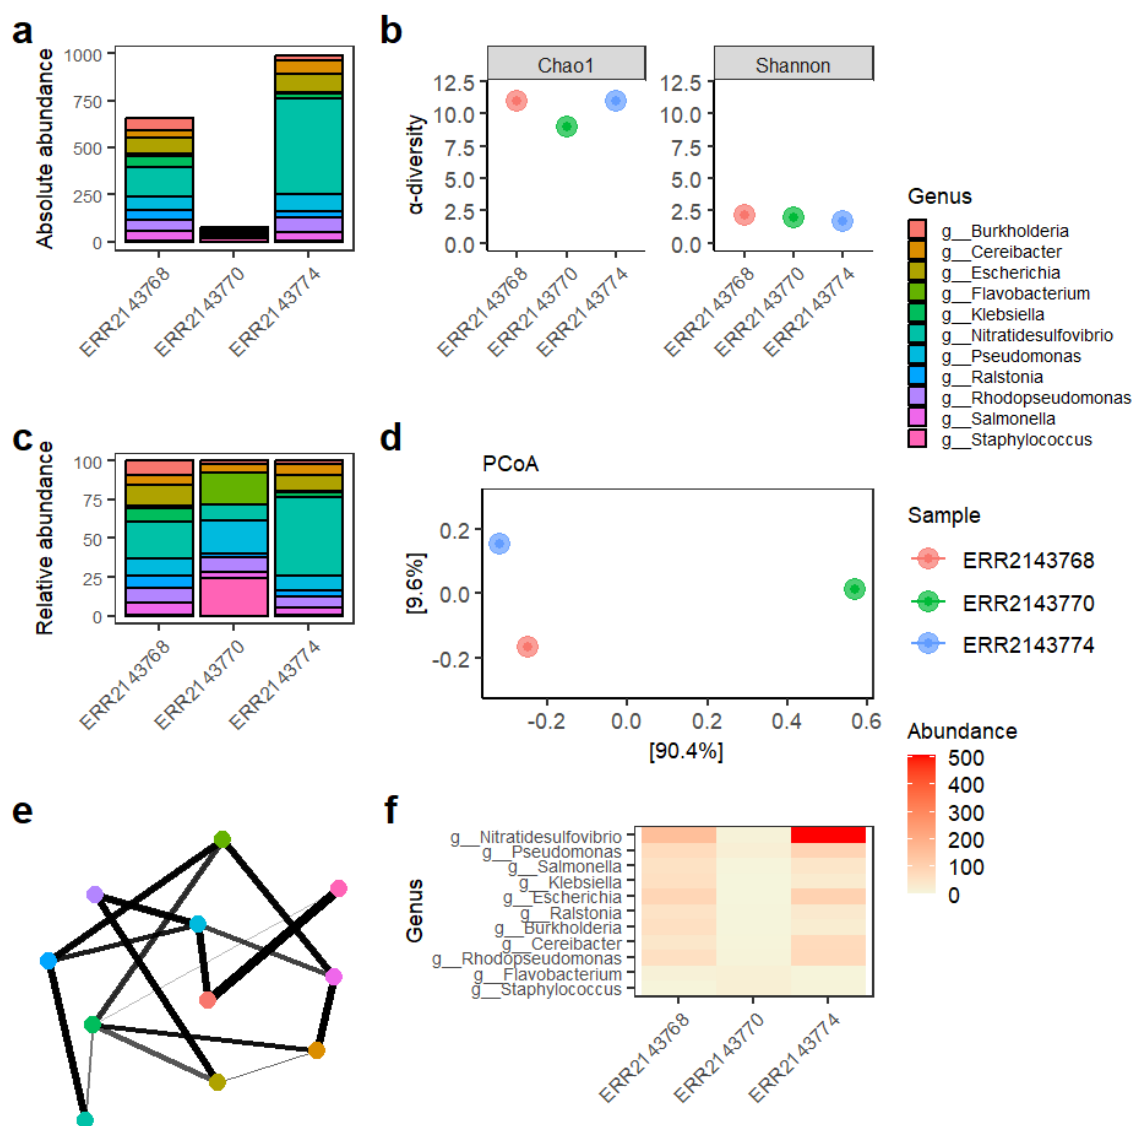 a
Absolute abundance
1000
750
500
250
0
ERR2143768
ERR2143770
ERR2143774
b
α-diversity
Chao1
12.5
10.0
7.5
5.0
2.5
0.0
ERR2143768
ERR2143770
ERR2143774
Shannon
12.5
10.0
7.5
5.0
2.5
0.0
ERR2143768
ERR2143770
ERR2143774
Genus
g__Burkholderia
g__Cereibacter
g__Escherichia
g__Flavobacterium
g__Klebsiella
g__Nitratidesulfovibrio
g__Pseudomonas
g__Ralstonia
g__Rhodopseudomonas
g__Salmonella
g__Staphylococcus
c
Relative abundance
100
75
50
25
0
ERR2143768
ERR2143770
ERR2143774
d
PCoA
[9.6%]
0.2
0.0
-0.2
-0.2
0.0
0.2
0.4
0.6
[90.4%]
Sample
ERR2143768
ERR2143770
ERR2143774
Abundance
500
400
300
200
100
0
e
f
Genus
g__Nitratidesulfovibrio
g__Pseudomonas
g__Salmonella
g__Klebsiella
g__Escherichia
g__Ralstonia
g__Burkholderia
g__Cereibacter
g__Rhodopseudomonas
g__Flavobacterium
g__Staphylococcus
ERR2143768
ERR2143770
ERR2143774